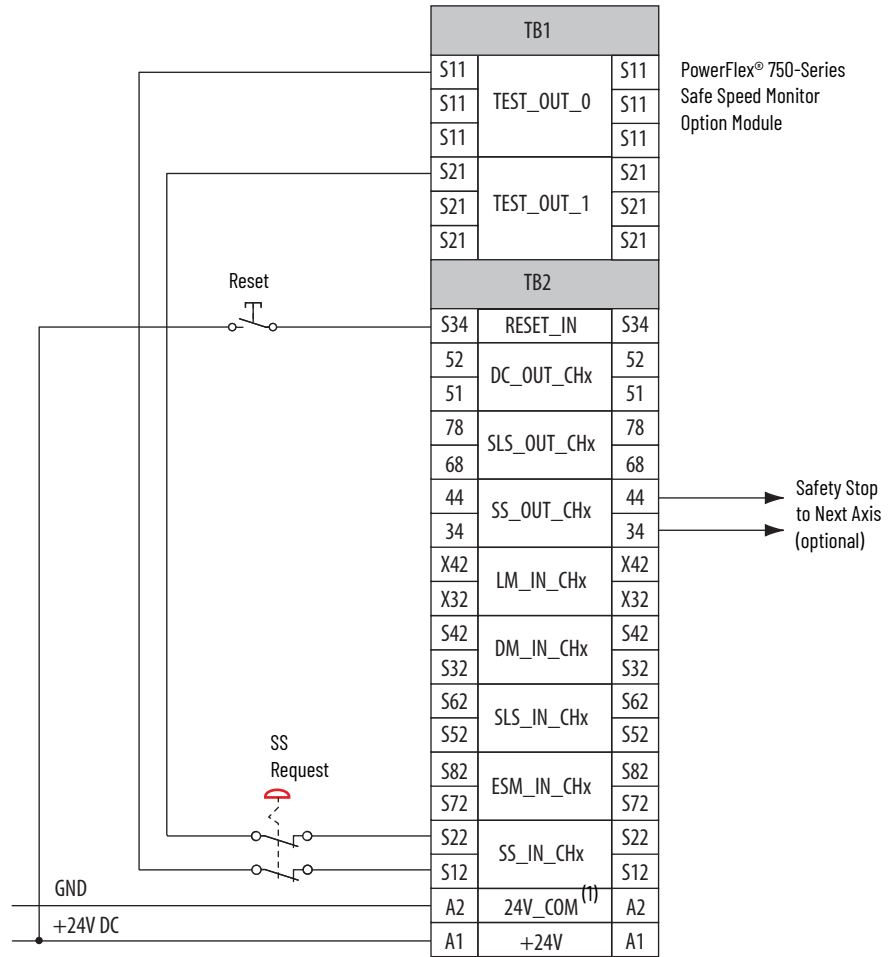 TB1
S11 S11
S11 TEST_OUT_0 S11
S11 S11
S21 S21
S21 TEST_OUT_1 S21
S21 S21
PowerFlex® 750-Series
Safe Speed Monitor
Option Module
TB2
Reset
S34 RESET_IN S34
52 52
DC_OUT_CHx
51 51
78 78
SLS_OUT_CHx
68 68
44 44
SS_OUT_CHx
34 34
Safety Stop
to Next Axis
(optional)
X42 X42
LM_IN_CHx
X32 X32
S42 S42
DM_IN_CHx
S32 S32
S62 S62
SLS_IN_CHx
S52 S52
SS
Request
S82 S82
ESM_IN_CHx
S72 S72
S22 S22
SS_IN_CHx
S12 S12
GND
A2 24V_COM (1) A2
+24V DC
A1 +24V A1